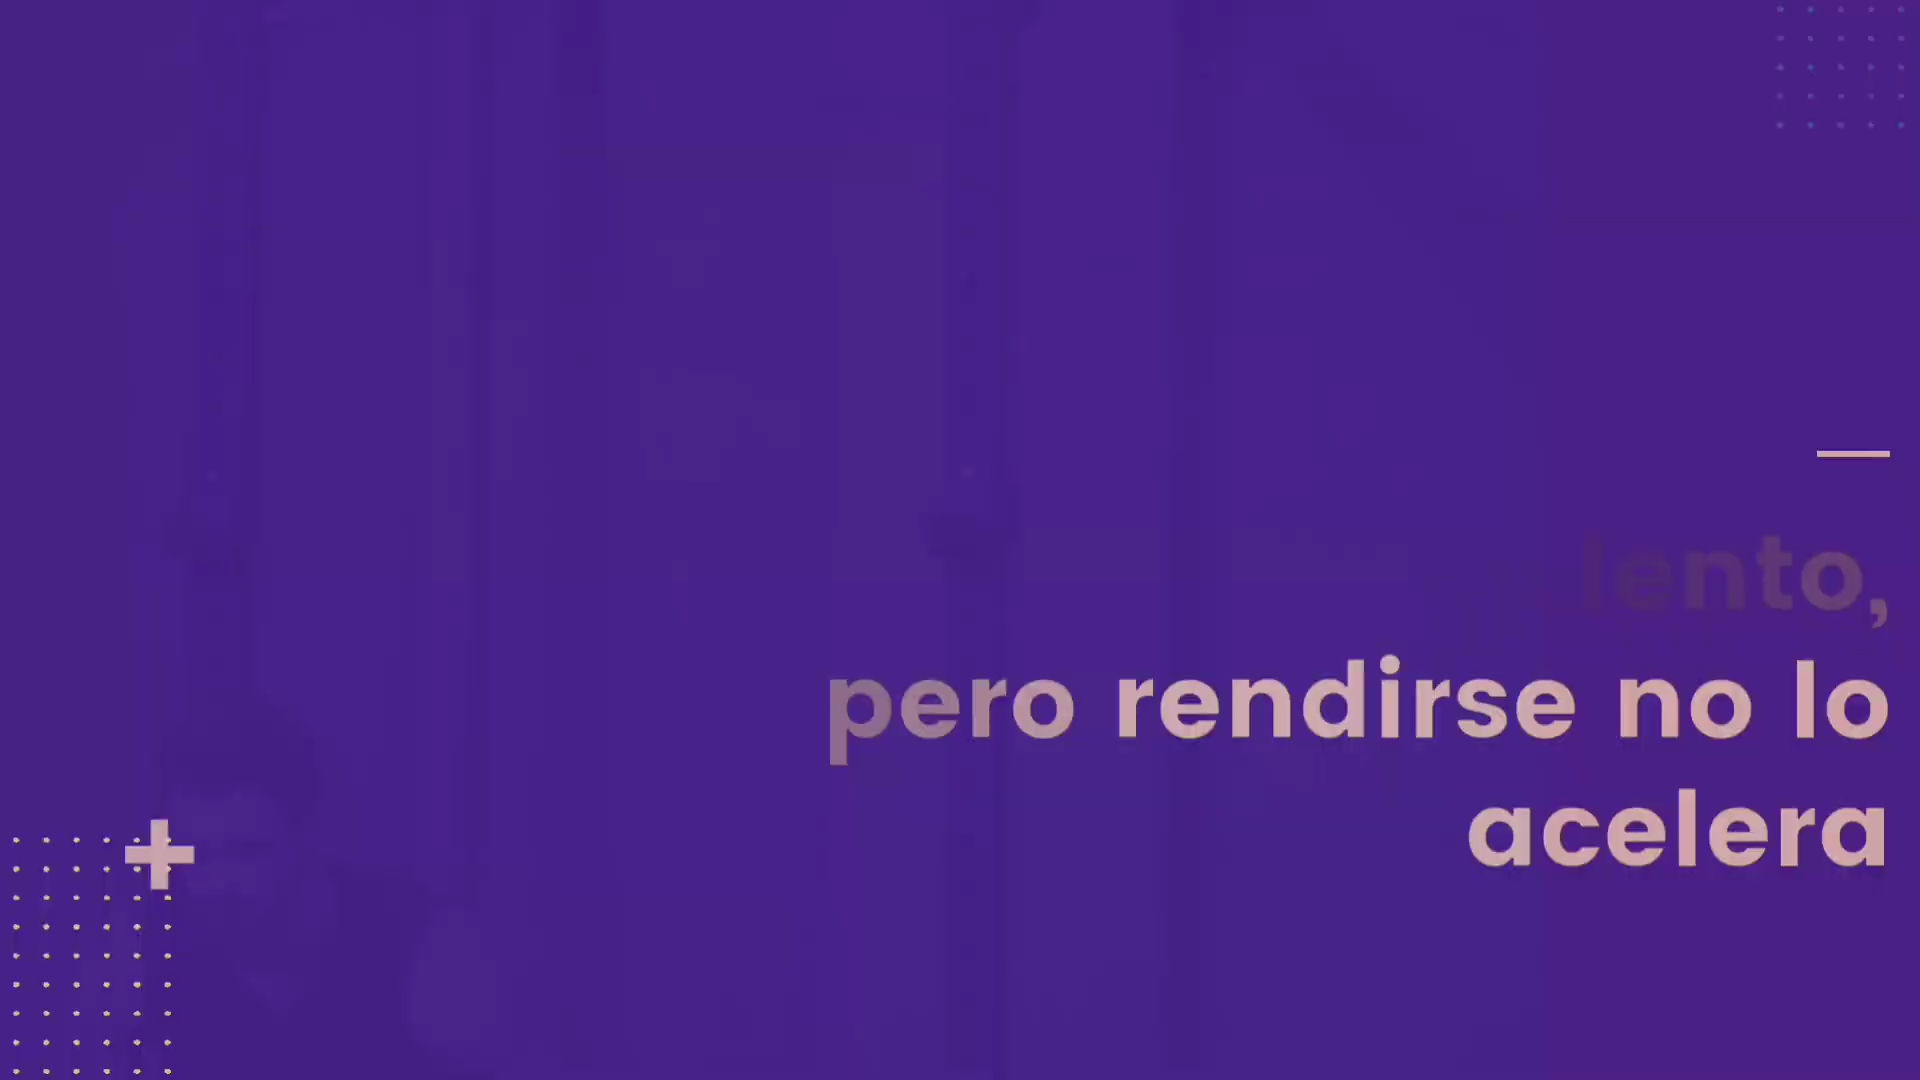 lento,
pero rendirse no lo
acelera